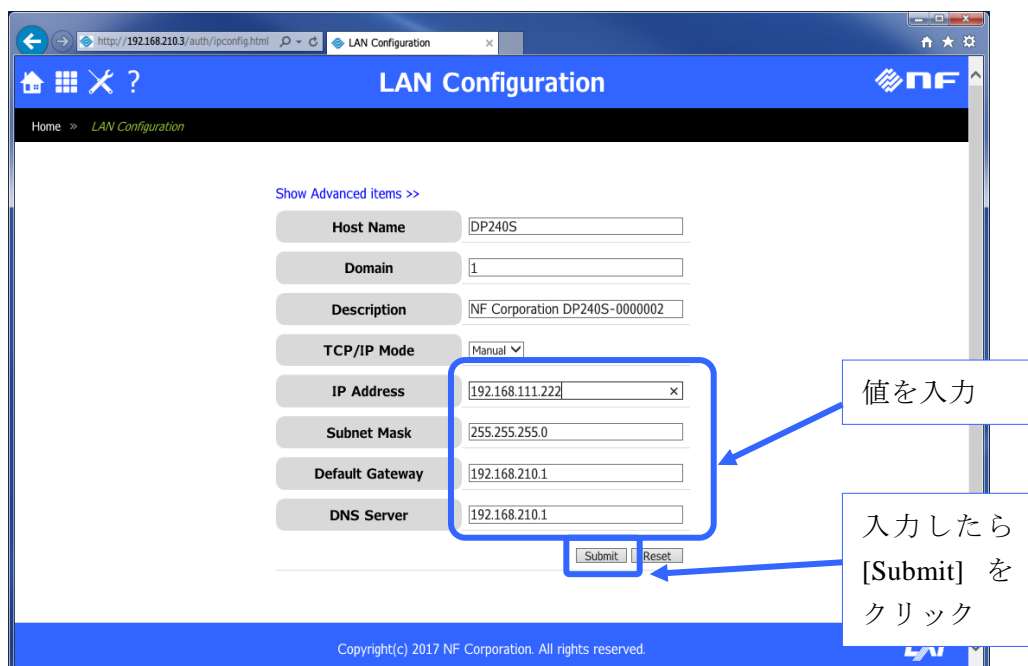 http://192.168.210.3/auth/ipconfig.html
LAN Configuration
LAN Configuration
NF
Home » LAN Configuration
Show Advanced items >>
Host Name DP240S
Domain 1
Description NF Corporation DP240S-0000002
TCP/IP Mode Manual
IP Address 192.168.111.222
Subnet Mask 255.255.255.0
Default Gateway 192.168.210.1
DNS Server 192.168.210.1
Submit Reset
値を入力
入力したら
[Submit] を
クリック
Copyright(c) 2017 NF Corporation. All rights reserved.